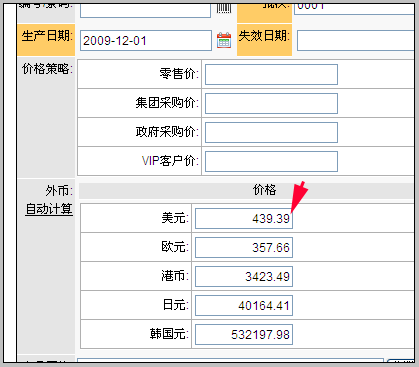 0001
生产日期: 2009-12-01 失效日期:
价格策略: 零售价:
集团采购价:
政府采购价:
VIP客户价:
外币: 价格
自动计算 美元: 439.39
欧元: 357.66
港币: 3423.49
日元: 40164.41
韩国元: 532197.98